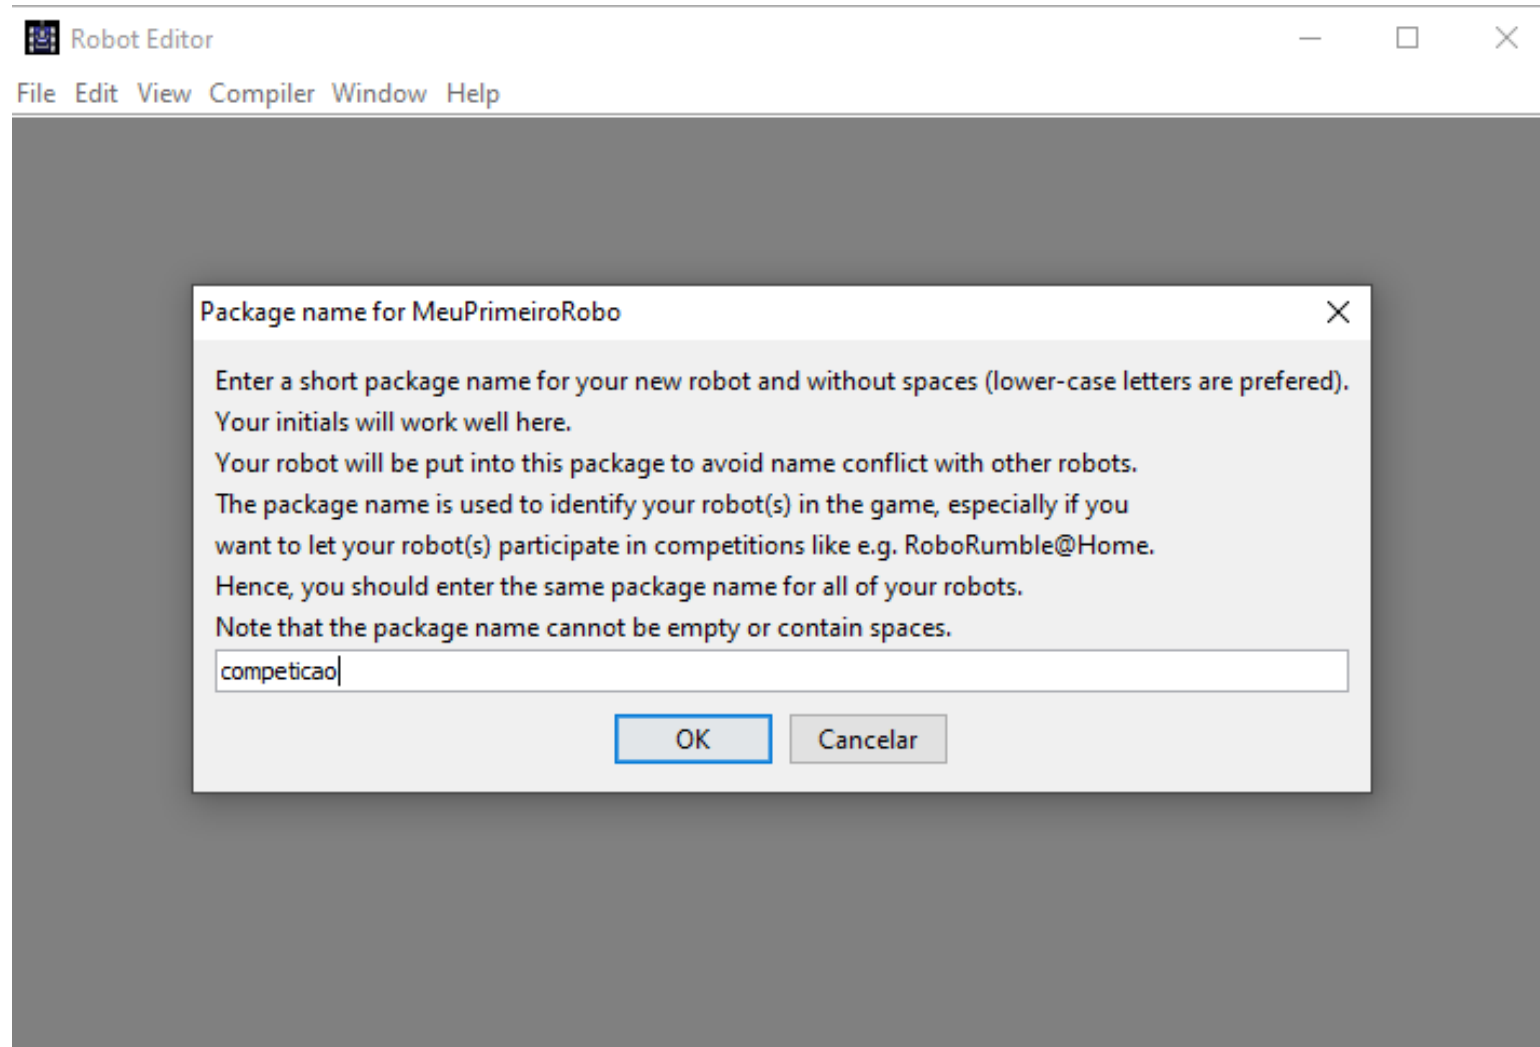 Robot Editor
File Edit View Compiler Window Help
Package name for MeuPrimeiroRobo
Enter a short package name for your new robot and without spaces (lower-case letters are prefered).
Your initials will work well here.
Your robot will be put into this package to avoid name conflict with other robots.
The package name is used to identify your robot(s) in the game, especially if you
want to let your robot(s) participate in competitions like e.g. RoboRumble@Home.
Hence, you should enter the same package name for all of your robots.
Note that the package name cannot be empty or contain spaces.
competicao
OK Cancelar